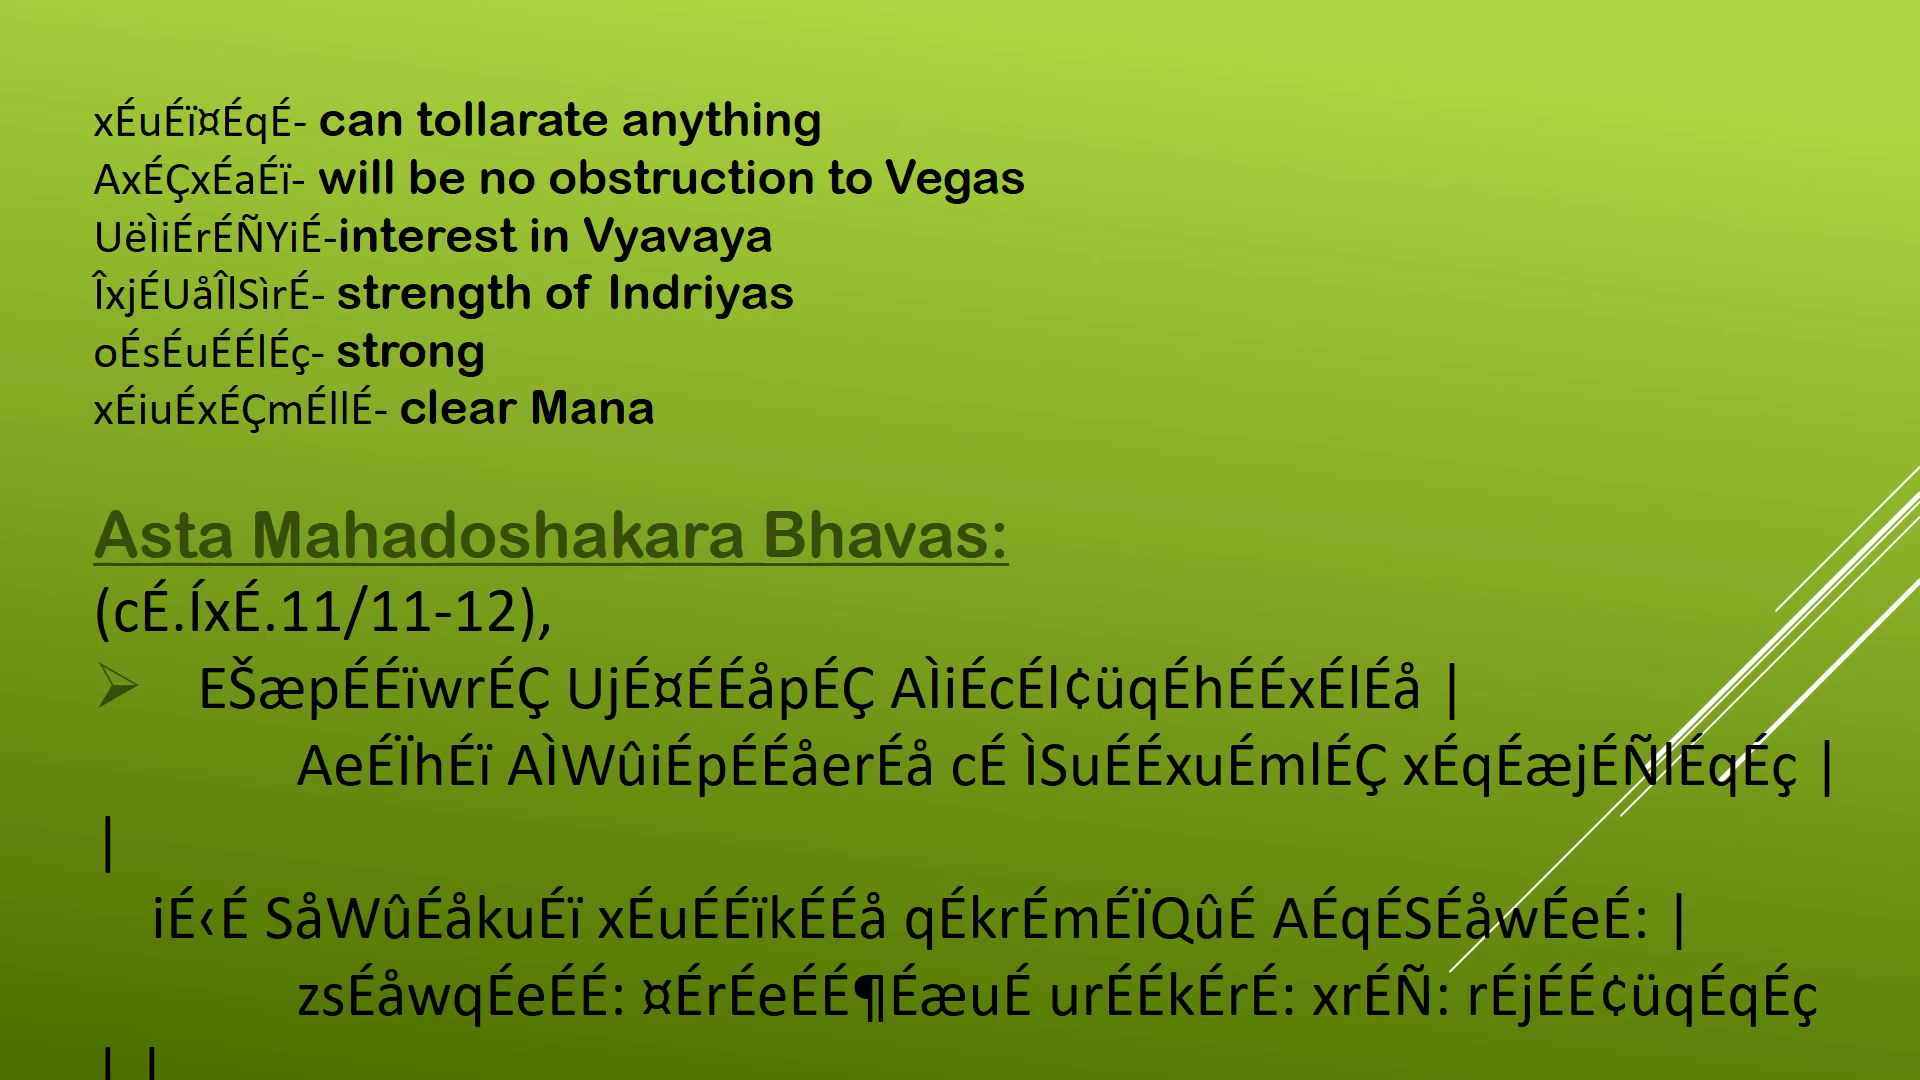 xÉuÉï¤ÉqÉ- can tollarate anything
AxÉÇxÉaÉï- will be no obstruction to Vegas
UëÌiÉrÉÑYiÉ-interest in Vyavaya
ÎxjÉUåÎlSìrÉ- strength of Indriyas
oÉsÉuÉÉlÉç- strong
xÉiuÉxÉÇmÉllÉ- clear Mana
Asta Mahadoshakara Bhavas:
(cÉ.ÍxÉ.11/11-12),
EŠæpÉÉïwrÉÇ UjÉ¤ÉÉåpÉÇ AÌiÉcÉl¢üqÉhÉÉxÉlÉå |
AeÉÏhÉï AÌWûiÉpÉÉåerÉå cÉ ÌSuÉÉxuÉmlÉÇ xÉqÉæjÉÑlÉqÉç |
|
iÉ‹É SåWûÉåkuÉï xÉuÉÉïkÉÉå qÉkrÉmÉÏQûÉ AÉqÉSÉåwÉeÉ: |
zsÉåwqÉeÉÉ: ¤ÉrÉeÉÉ¶ÉæuÉ urÉÉkÉrÉ: xrÉÑ: rÉjÉÉ¢üqÉqÉç
| |